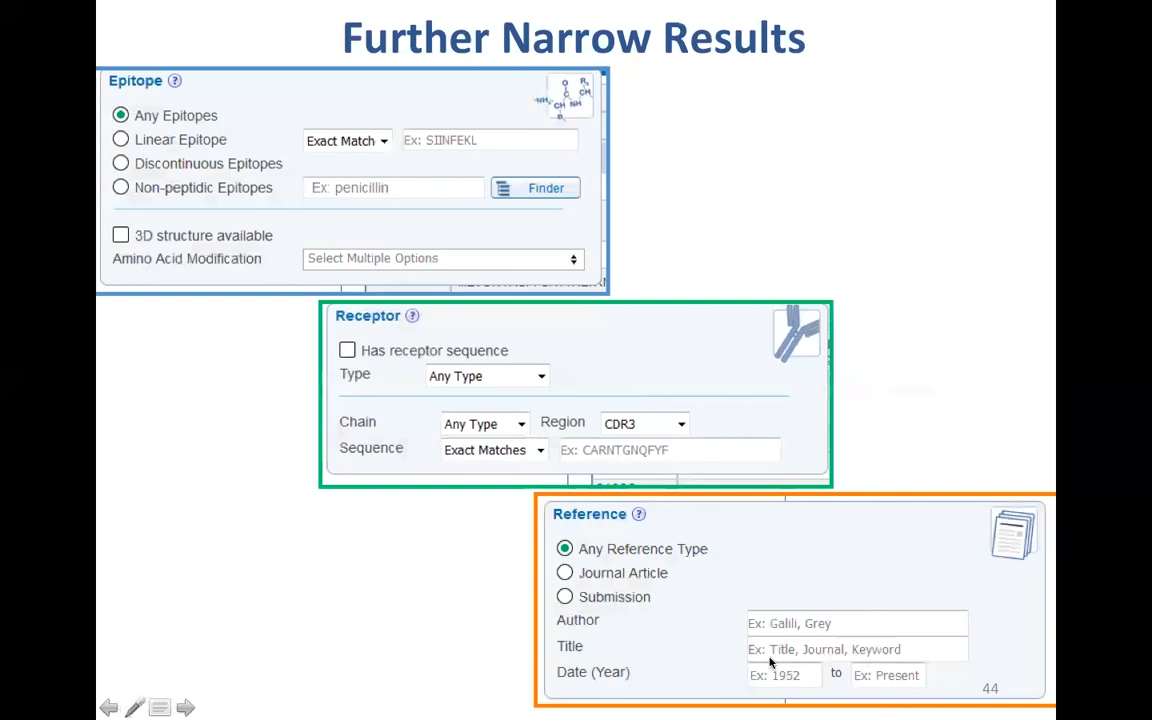 Further Narrow Results
Epitope ?
Any Epitopes
Linear Epitope Exact Match Ex: SIINFEKL
Discontinuous Epitopes
Non-peptidic Epitopes Ex: penicillin Finder
3D structure available
Amino Acid Modification Select Multiple Options
Receptor ?
Has receptor sequence
Type Any Type
Chain Any Type Region CDR3
Sequence Exact Matches Ex: CARNTGNQFYF
Reference ?
Any Reference Type
Journal Article
Submission
Author Ex: Galili, Grey
Title Ex: Title, Journal, Keyword
Date (Year) Ex: 1952 to Ex: Present
44